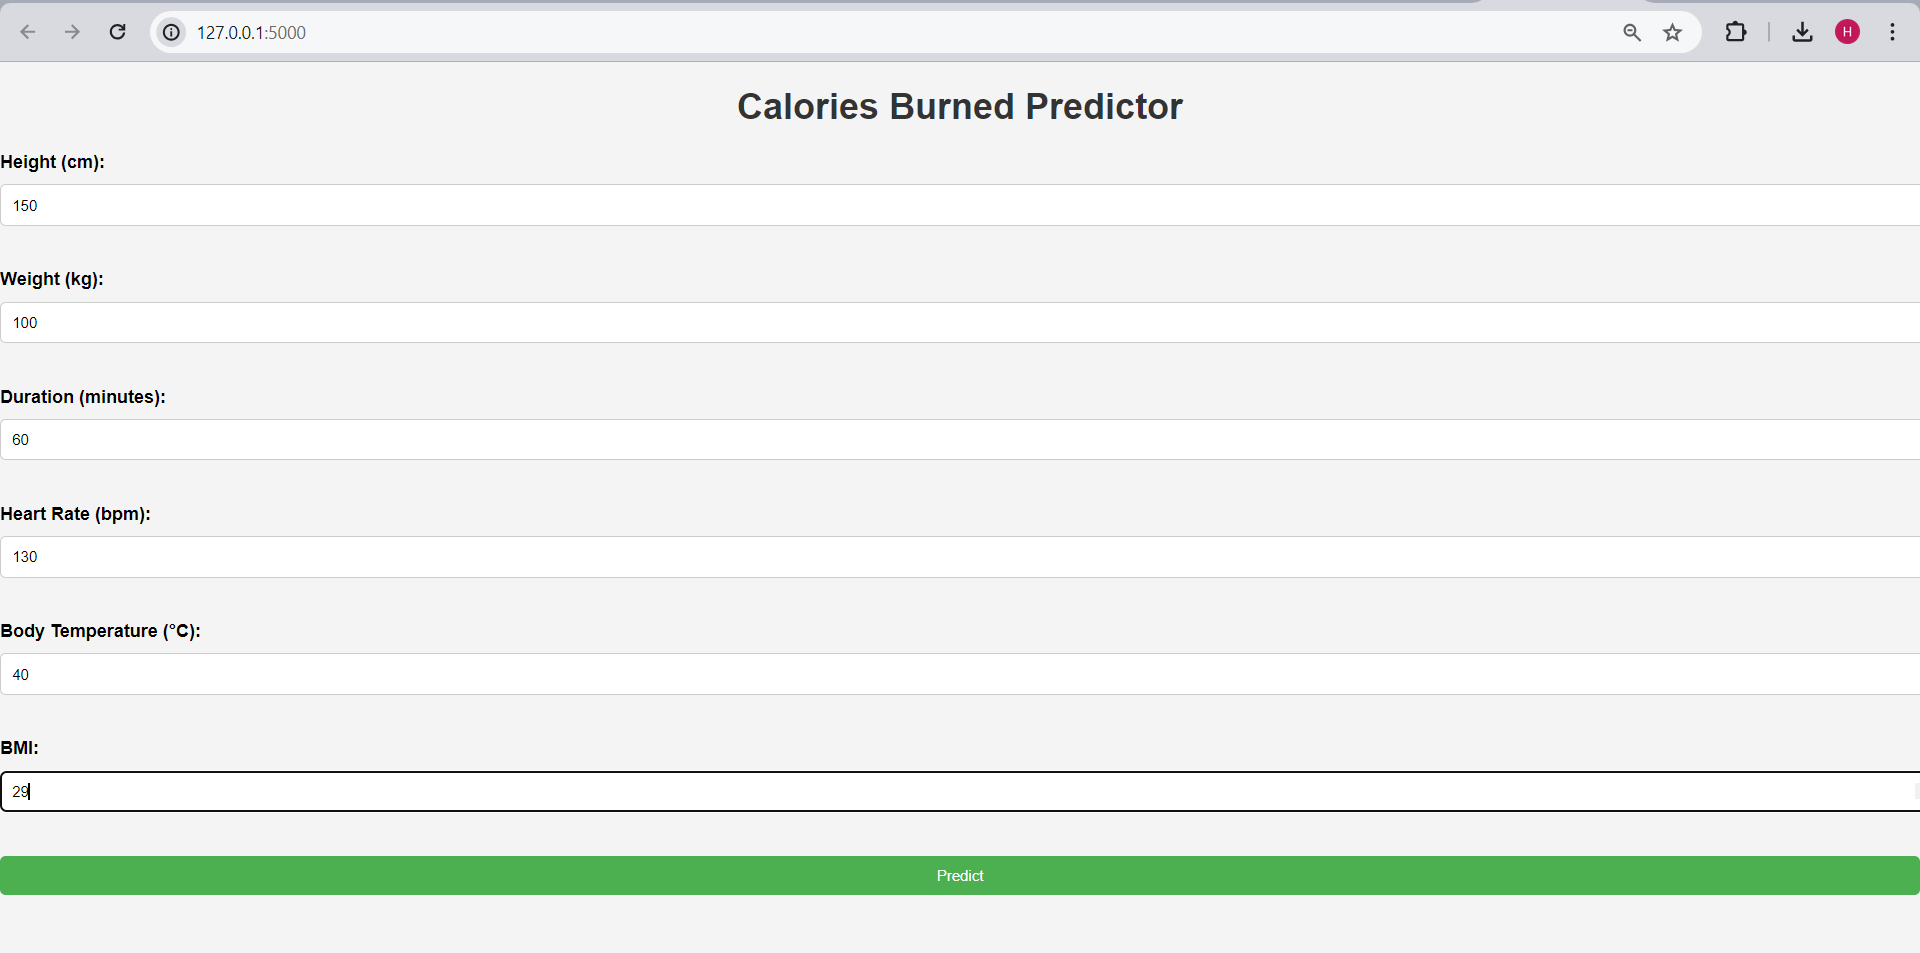 127.0.0.1:5000
H
Calories Burned Predictor
Height (cm):
150
Weight (kg):
100
Duration (minutes):
60
Heart Rate (bpm):
130
Body Temperature (°C):
40
BMI:
29
Predict